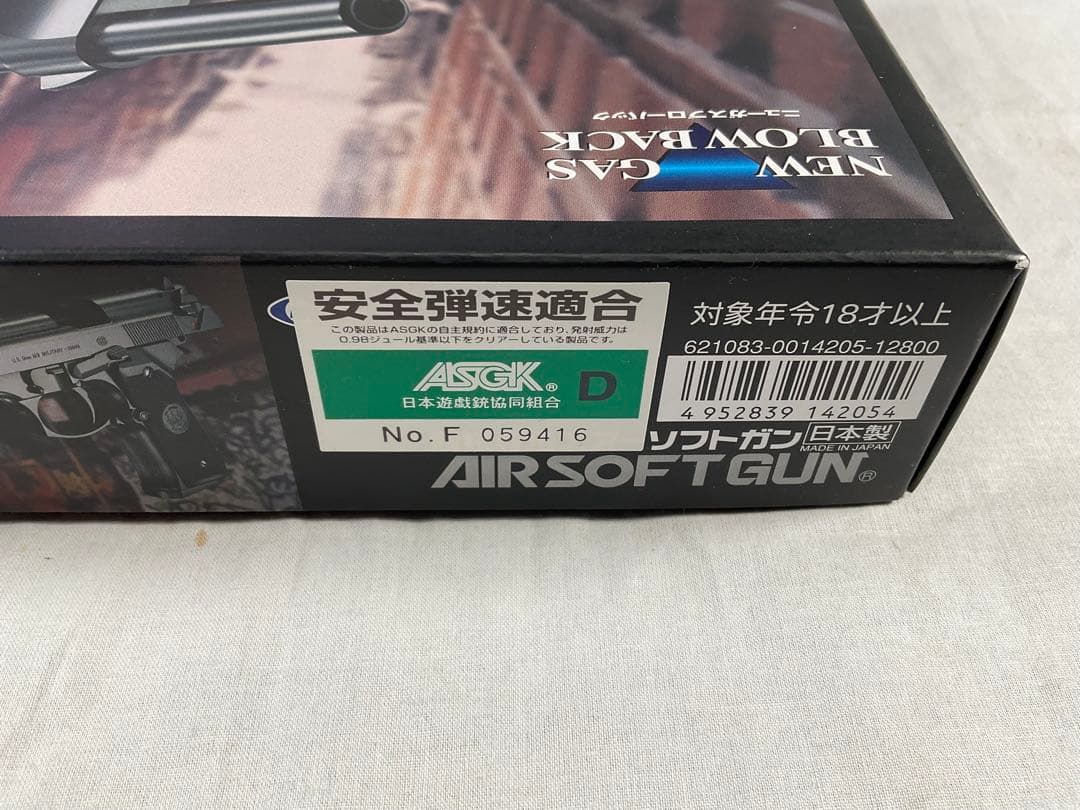 NEW GAS
BLOW BACK
ニューガスブローバック
安全弾速適合
この製品はASGKの自主規約に適合しており、発射威力は
0.98ジュール基準以下をクリアーしている製品です。
ASGK® D
日本遊戯銃協同組合
No. F 059416
対象年令18才以上
621083-0014205-12800
4 952839 142054
ソフトガン
日本製
MADE IN JAPAN
AIRSOFT GUN®